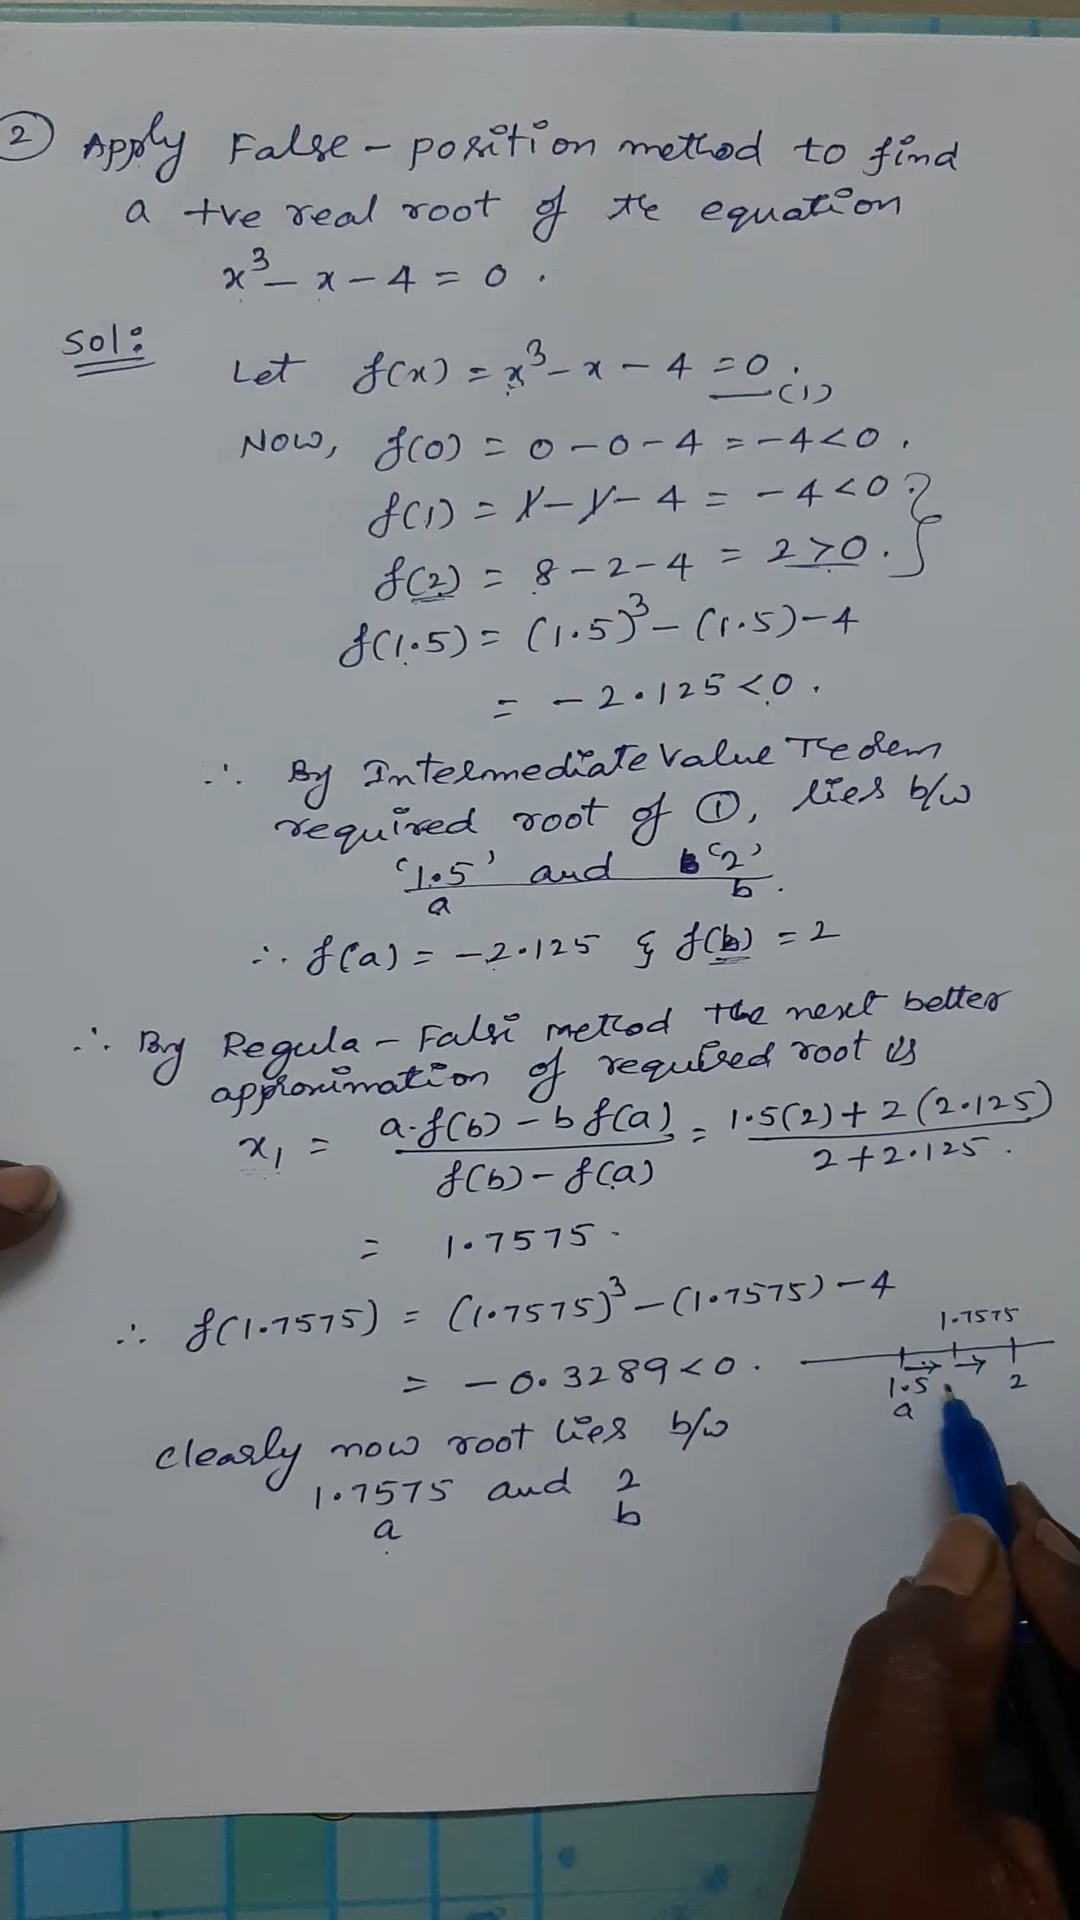 2 Apply False-position method to find
a +ve real root of the equation
x³ - x - 4 = 0 .
Sol:
Let f(x) = x³ - x - 4 = 0 . (1)
Now, f(0) = 0 - 0 - 4 = -4 < 0 .
f(1) = 1 - 1 - 4 = -4 < 0 }
f(2) = 8 - 2 - 4 = 2 > 0 .
f(1.5) = (1.5)³ - (1.5) - 4
= -2.125 < 0 .
∴ By Intermediate Value Theorem
required root of ①, lies b/w
'1.5' and '2'
a b .
∴ f(a) = -2.125 & f(b) = 2
∴ By Regula-Falsi method the next better
approximation of required root is
x₁ = a.f(b) - b f(a) / f(b) - f(a) = 1.5(2) + 2(2.125) / 2 + 2.125 .
= 1.7575 .
∴ f(1.7575) = (1.7575)³ - (1.7575) - 4
= -0.3289 < 0 .
1.7575
1.5 2
a
clearly now root lies b/w
1.7575 and 2
a b